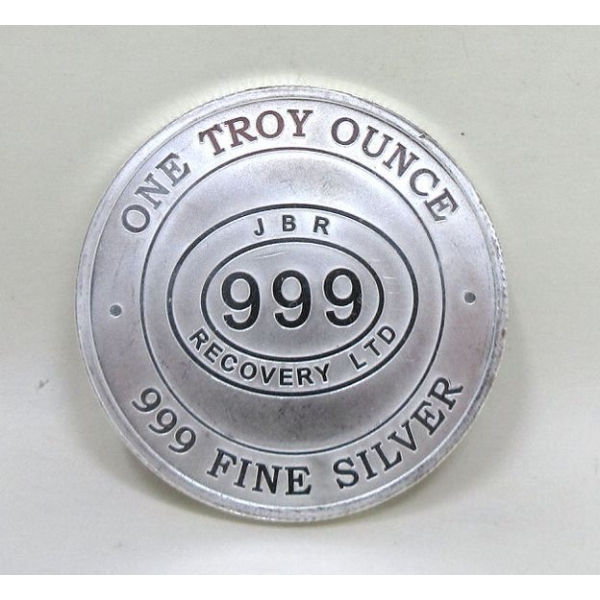 ONE TROY OUNCE
JBR
999
RECOVERY LTD
999 FINE SILVER